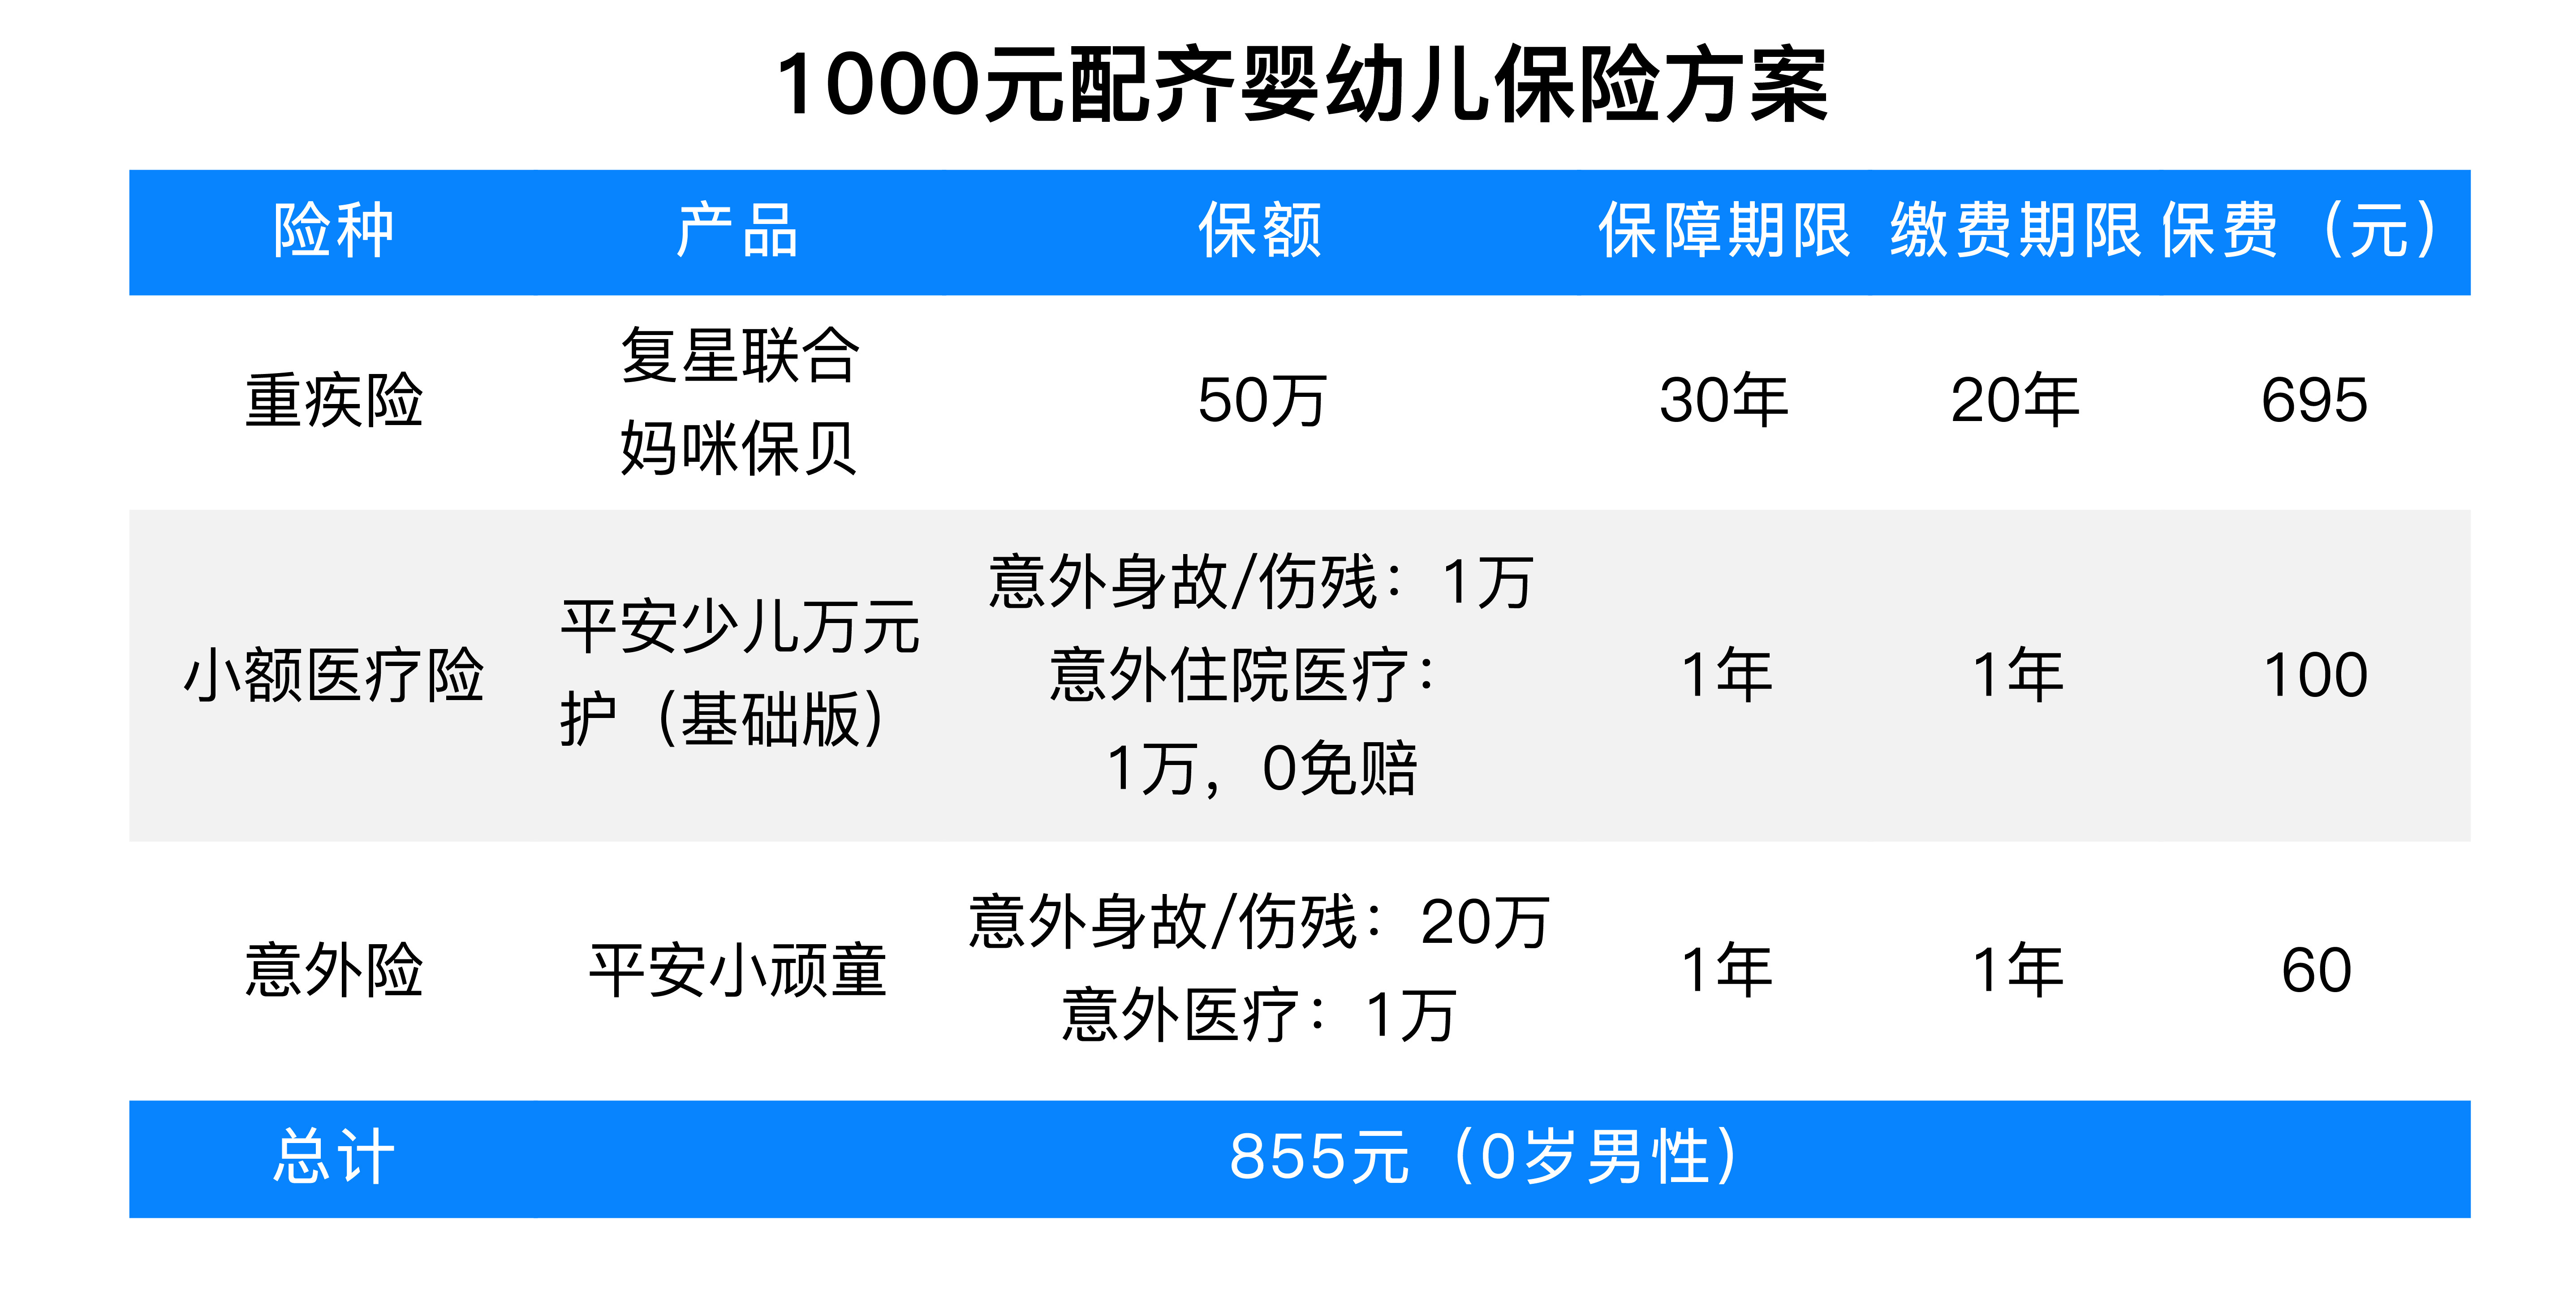 1000元配齐婴幼儿保险方案
险种 产品 保额 保障期限 缴费期限 保费（元）
重疾险 复星联合 50万 30年 20年 695
妈咪保贝
小额医疗险 平安少儿万元 意外身故/伤残：1万 1年 1年 100
护（基础版） 意外住院医疗：
1万，0免赔
意外险 平安小顽童 意外身故/伤残：20万 1年 1年 60
意外医疗：1万
总计 855元（0岁男性）